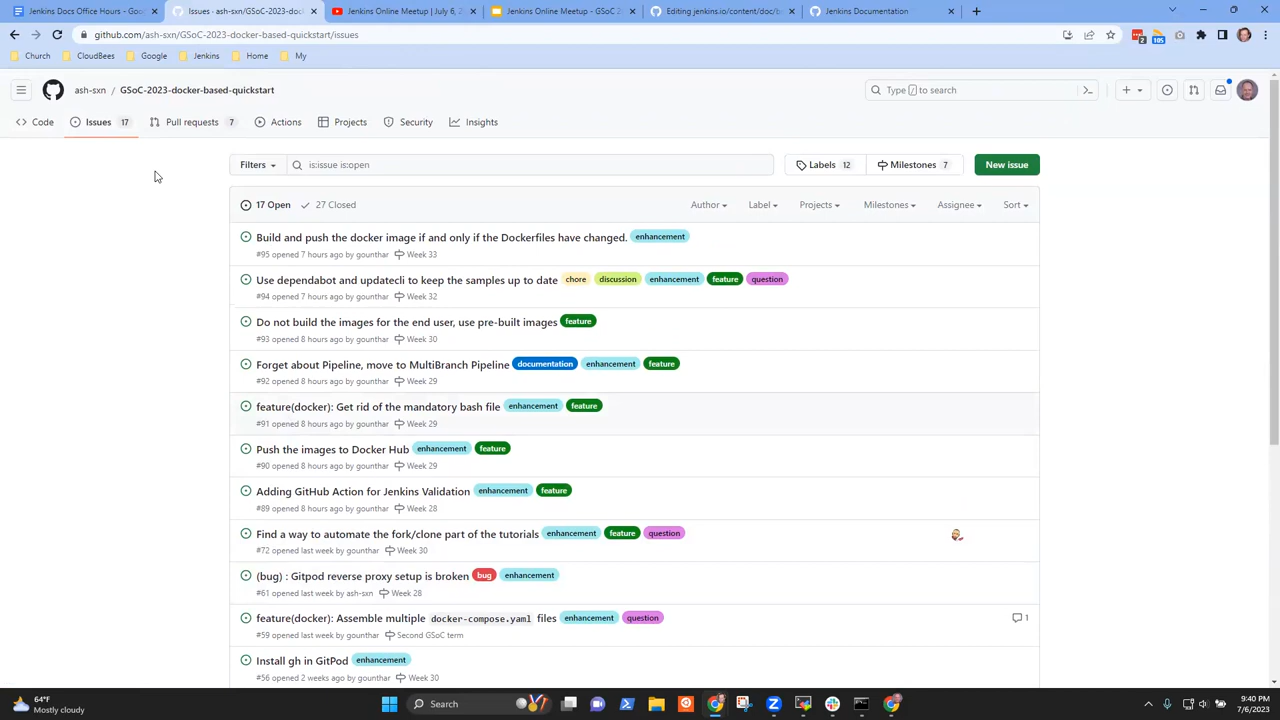 Jenkins Docs Office Hours - Goog
Issues · ash-sxn/GSoC-2023-dock
Jenkins Online Meetup | July 6, 2
Jenkins Online Meetup - GSoC 2
Editing jenkins.io/content/doc/b
Jenkins Documentation
github.com/ash-sxn/GSoC-2023-docker-based-quickstart/issues
2
105
Church
CloudBees
Google
Jenkins
Home
My
ash-sxn / GSoC-2023-docker-based-quickstart
Type / to search
Code
Issues 17
Pull requests 7
Actions
Projects
Security
Insights
Filters
is:issue is:open
Labels 12
Milestones 7
New issue
17 Open
27 Closed
Author
Label
Projects
Milestones
Assignee
Sort
Build and push the docker image if and only if the Dockerfiles have changed. enhancement
#95 opened 7 hours ago by gounthar Week 33
Use dependabot and updatecli to keep the samples up to date chore discussion enhancement feature question
#94 opened 7 hours ago by gounthar Week 32
Do not build the images for the end user, use pre-built images feature
#93 opened 8 hours ago by gounthar Week 30
Forget about Pipeline, move to MultiBranch Pipeline documentation enhancement feature
#92 opened 8 hours ago by gounthar Week 29
feature(docker): Get rid of the mandatory bash file enhancement feature
#91 opened 8 hours ago by gounthar Week 29
Push the images to Docker Hub enhancement feature
#90 opened 8 hours ago by gounthar Week 29
Adding GitHub Action for Jenkins Validation enhancement feature
#89 opened 8 hours ago by gounthar Week 28
Find a way to automate the fork/clone part of the tutorials enhancement feature question
#72 opened last week by gounthar Week 30
(bug) : Gitpod reverse proxy setup is broken bug enhancement
#61 opened last week by ash-sxn Week 28
feature(docker): Assemble multiple docker-compose.yaml files enhancement question 1
#59 opened last week by gounthar Second GSoC term
Install gh in GitPod enhancement
#56 opened 2 weeks ago by gounthar Week 30
64°F
Mostly cloudy
Search
9:40 PM
7/6/2023